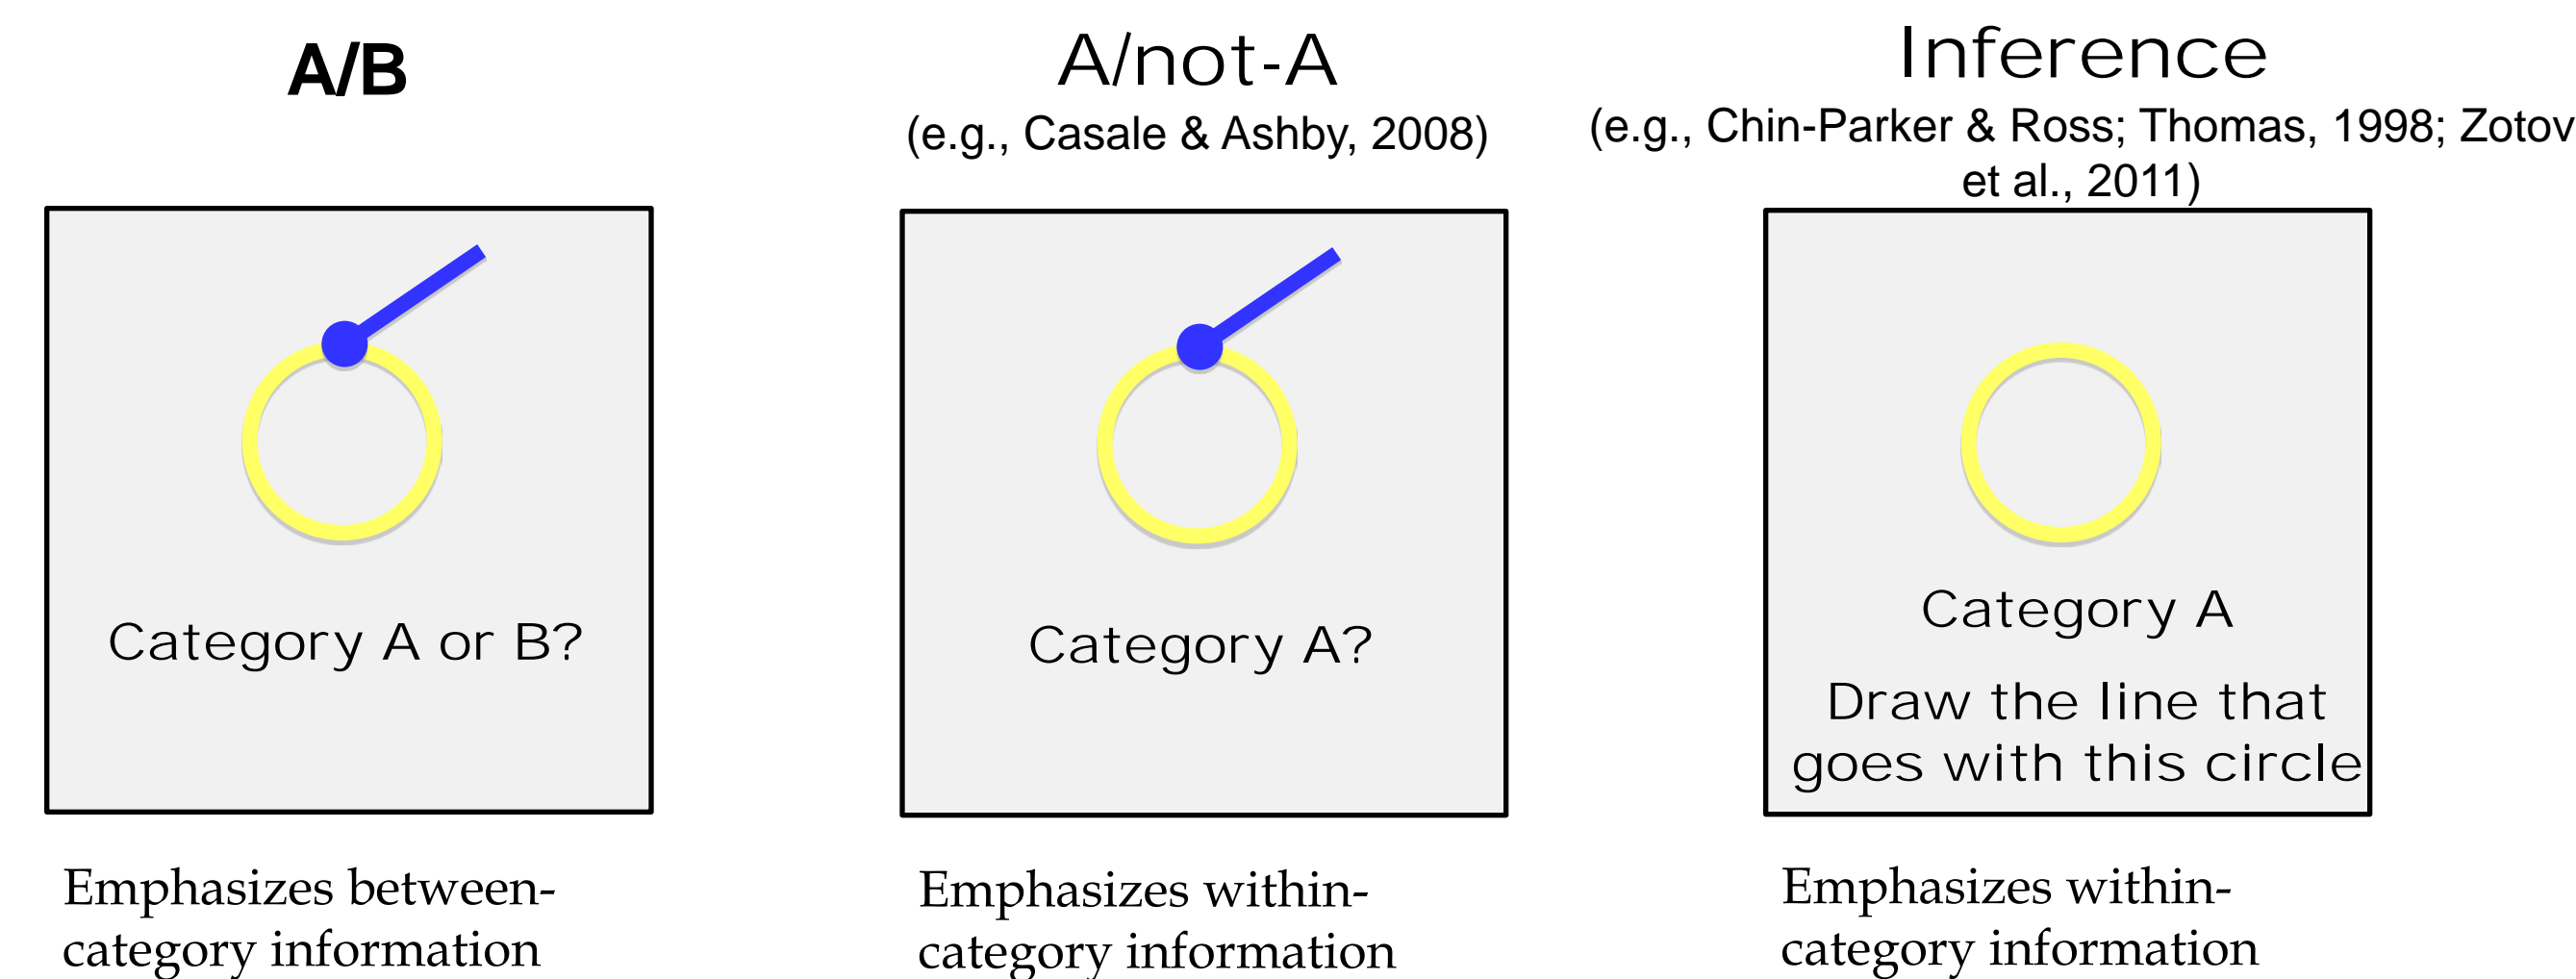 A/B
Category A or B?
Emphasizes between-
category information
A/not-A
(e.g., Casale & Ashby, 2008)
Category A?
Emphasizes within-
category information
Inference
(e.g., Chin-Parker & Ross; Thomas, 1998; Zotov
et al., 2011)
Category A
Draw the line that
goes with this circle
Emphasizes within-
category information